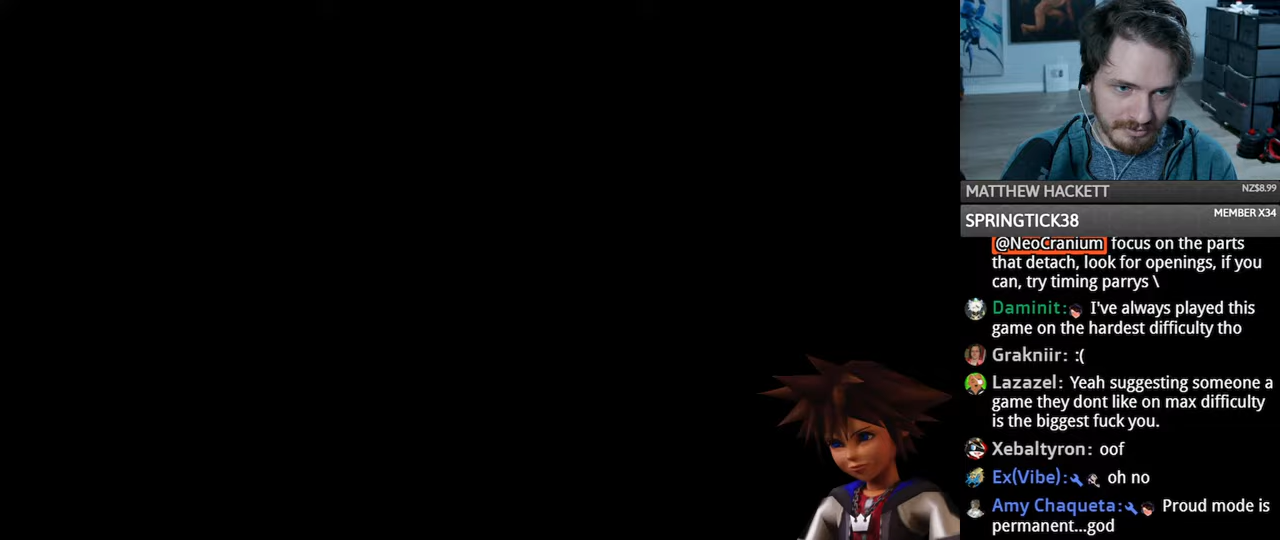 MATTHEW HACKETT NZ$8.99
SPRINGTICK38 MEMBER X34
@NeoCranium focus on the parts
that detach, look for openings, if you
can, try timing parrys \
Daminit: I've always played this
game on the hardest difficulty tho
Grakniir: :(
Lazazel: Yeah suggesting someone a
game they dont like on max difficulty
is the biggest fuck you.
Xebaltyron: oof
Ex(Vibe): oh no
Amy Chaqueta: Proud mode is
permanent...god